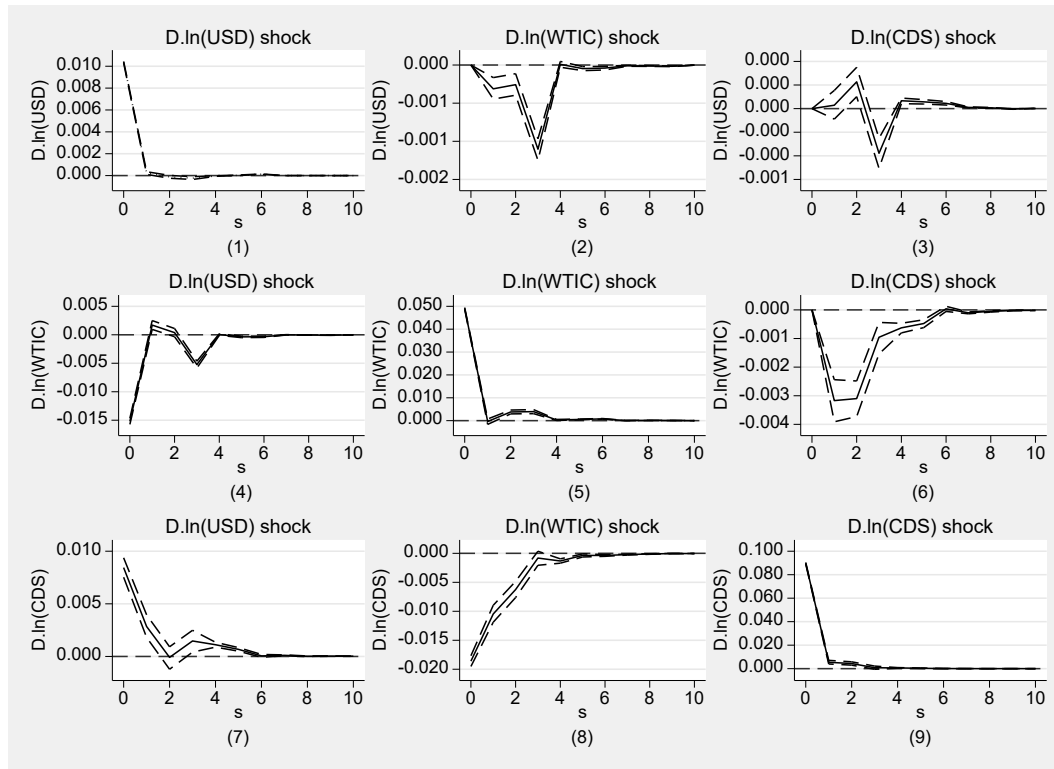 D.ln(USD) shock
D.ln(USD)
0.010
0.008
0.006
0.004
0.002
0.000
0 2 4 6 8 10
s
(1)
D.ln(WTIC) shock
D.ln(USD)
0.000
-0.001
-0.001
-0.002
0 2 4 6 8 10
s
(2)
D.ln(CDS) shock
D.ln(USD)
0.000
0.000
0.000
-0.000
-0.000
-0.001
0 2 4 6 8 10
s
(3)
D.ln(USD) shock
D.ln(WTIC)
0.005
0.000
-0.005
-0.010
-0.015
0 2 4 6 8 10
s
(4)
D.ln(WTIC) shock
D.ln(WTIC)
0.050
0.040
0.030
0.020
0.010
0.000
0 2 4 6 8 10
s
(5)
D.ln(CDS) shock
D.ln(WTIC)
0.000
-0.001
-0.002
-0.003
-0.004
0 2 4 6 8 10
s
(6)
D.ln(USD) shock
D.ln(CDS)
0.010
0.005
0.000
0 2 4 6 8 10
s
(7)
D.ln(WTIC) shock
D.ln(CDS)
0.000
-0.005
-0.010
-0.015
-0.020
0 2 4 6 8 10
s
(8)
D.ln(CDS) shock
D.ln(CDS)
0.100
0.080
0.060
0.040
0.020
0.000
0 2 4 6 8 10
s
(9)